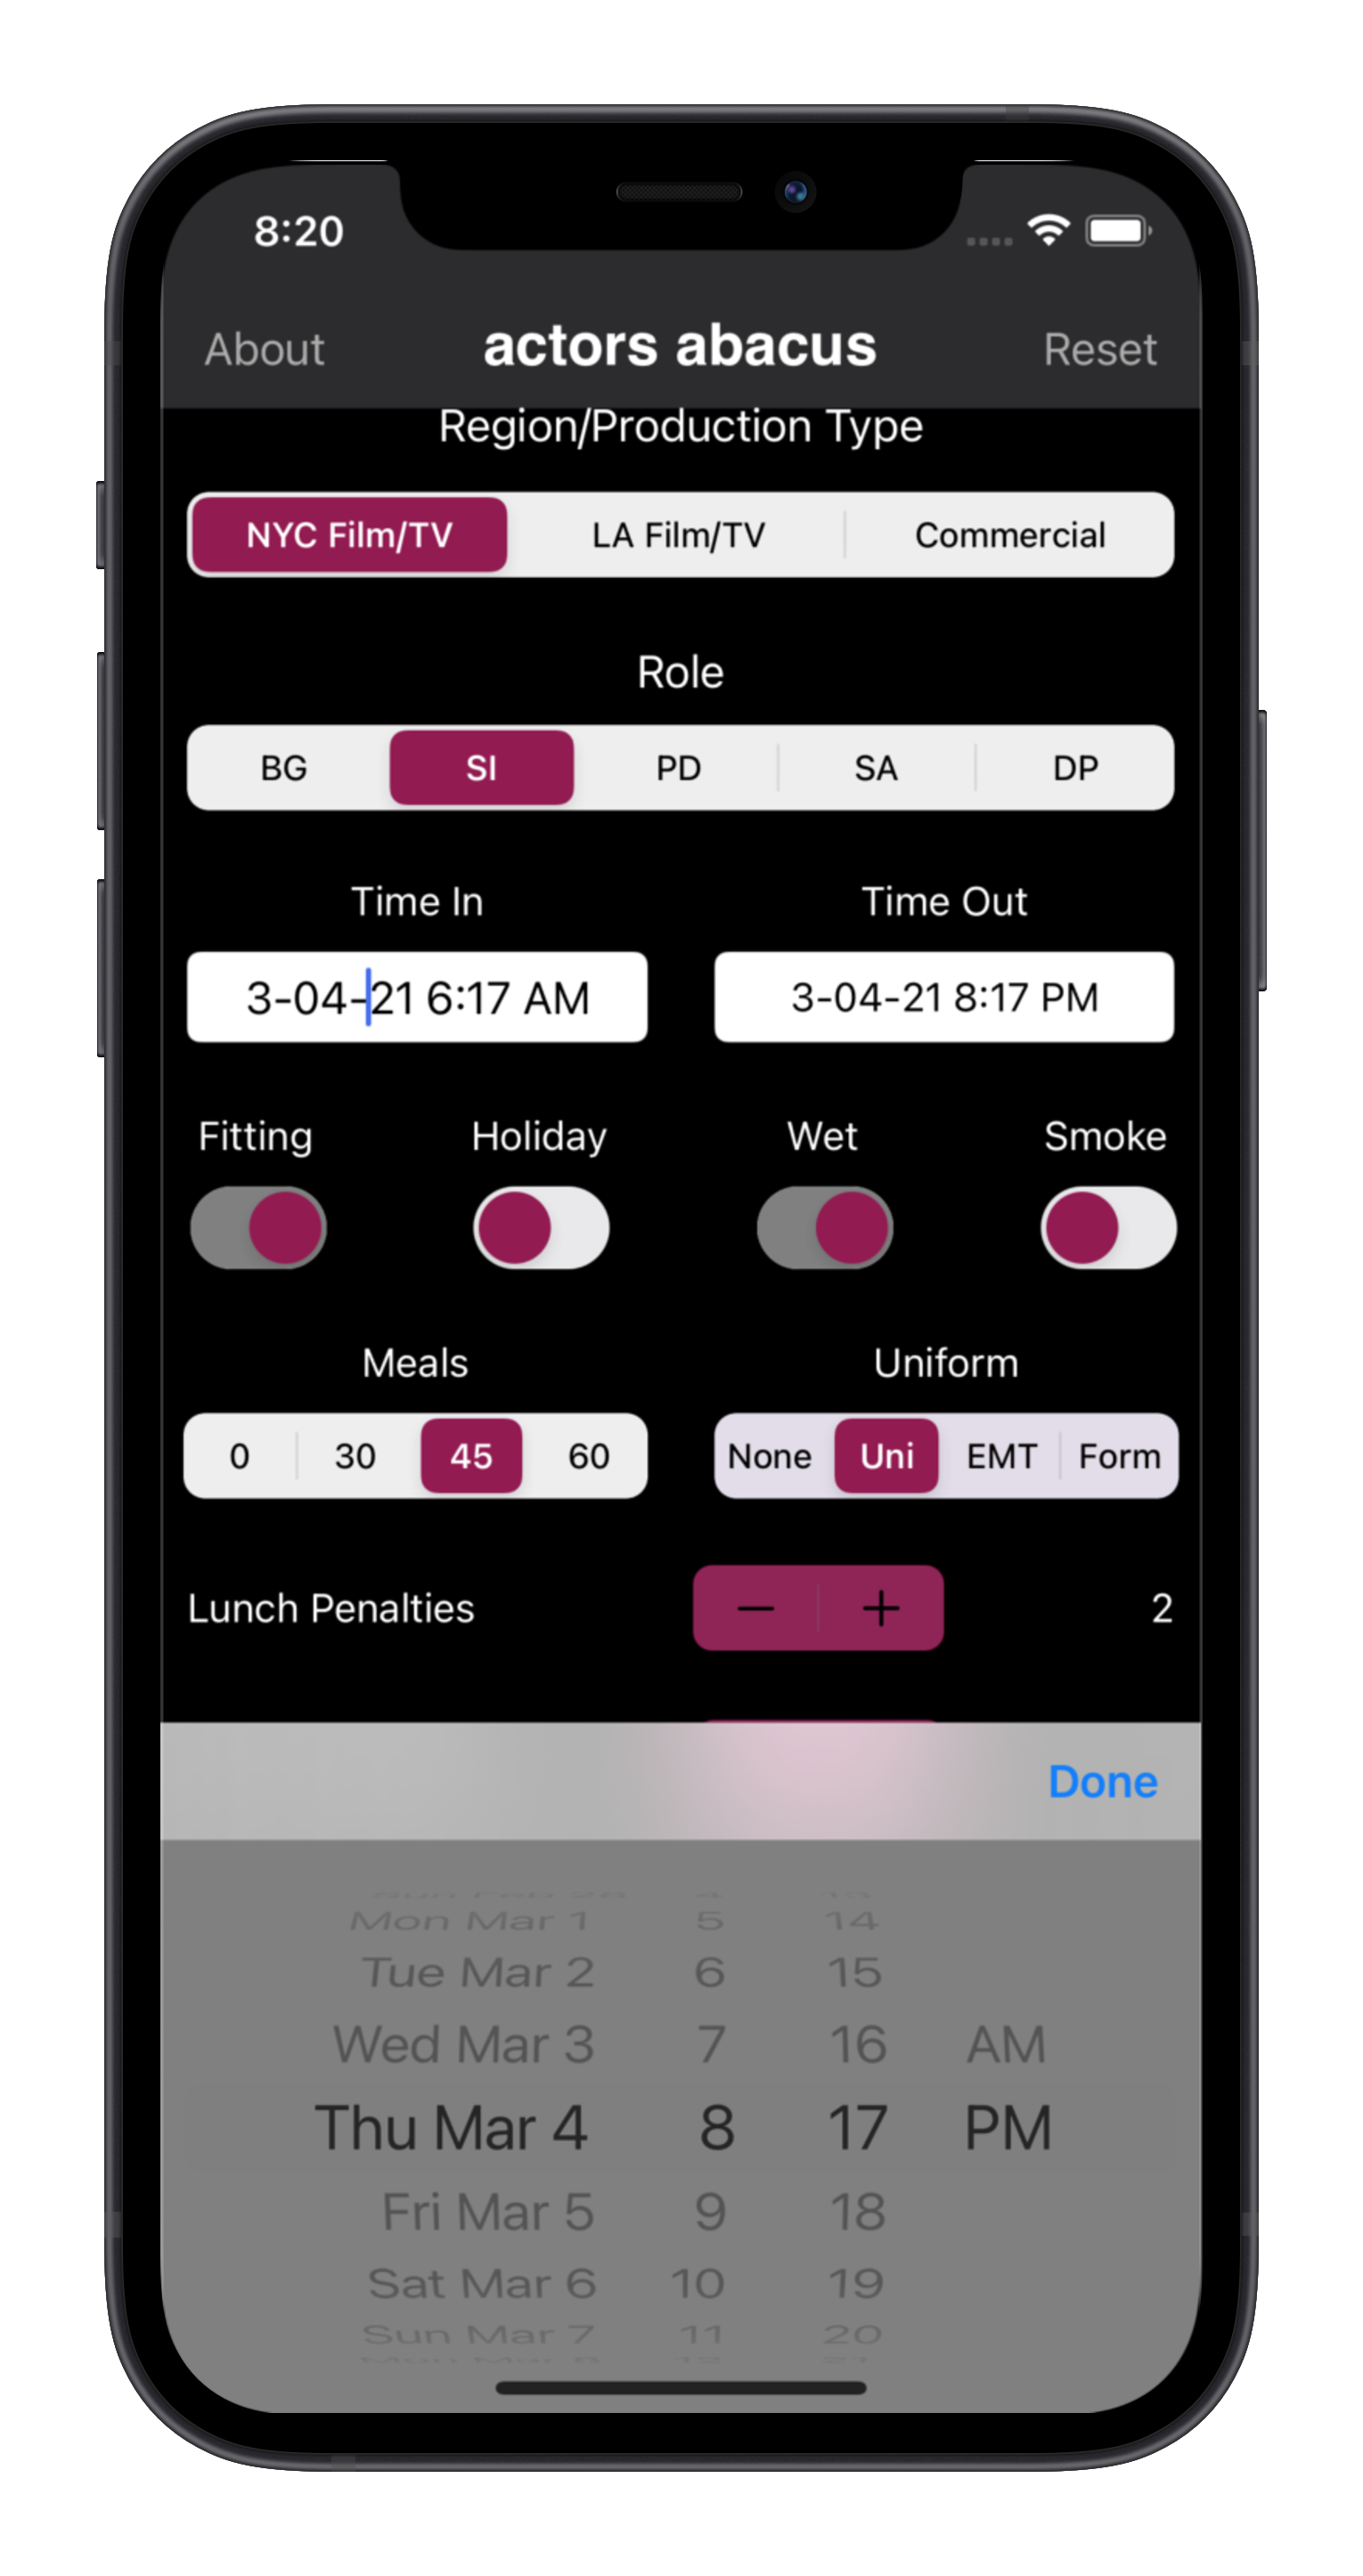 8:20
About actors abacus Reset
Region/Production Type
NYC Film/TV LA Film/TV Commercial
Role
BG SI PD SA DP
Time In Time Out
3-04-21 6:17 AM 3-04-21 8:17 PM
Fitting Holiday Wet Smoke
Meals Uniform
0 30 45 60 None Uni EMT Form
Lunch Penalties − + 2
Done
Mon Mar 1 5 14
Tue Mar 2 6 15
Wed Mar 3 7 16 AM
Thu Mar 4 8 17 PM
Fri Mar 5 9 18
Sat Mar 6 10 19
Sun Mar 7 11 20